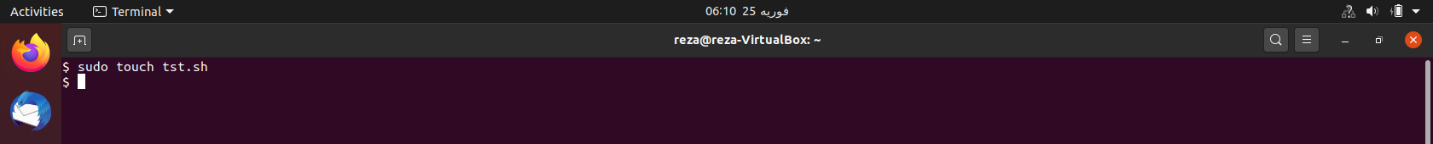 Activities Terminal 06:10 25 فوریه
reza@reza-VirtualBox: ~
$ sudo touch tst.sh
$